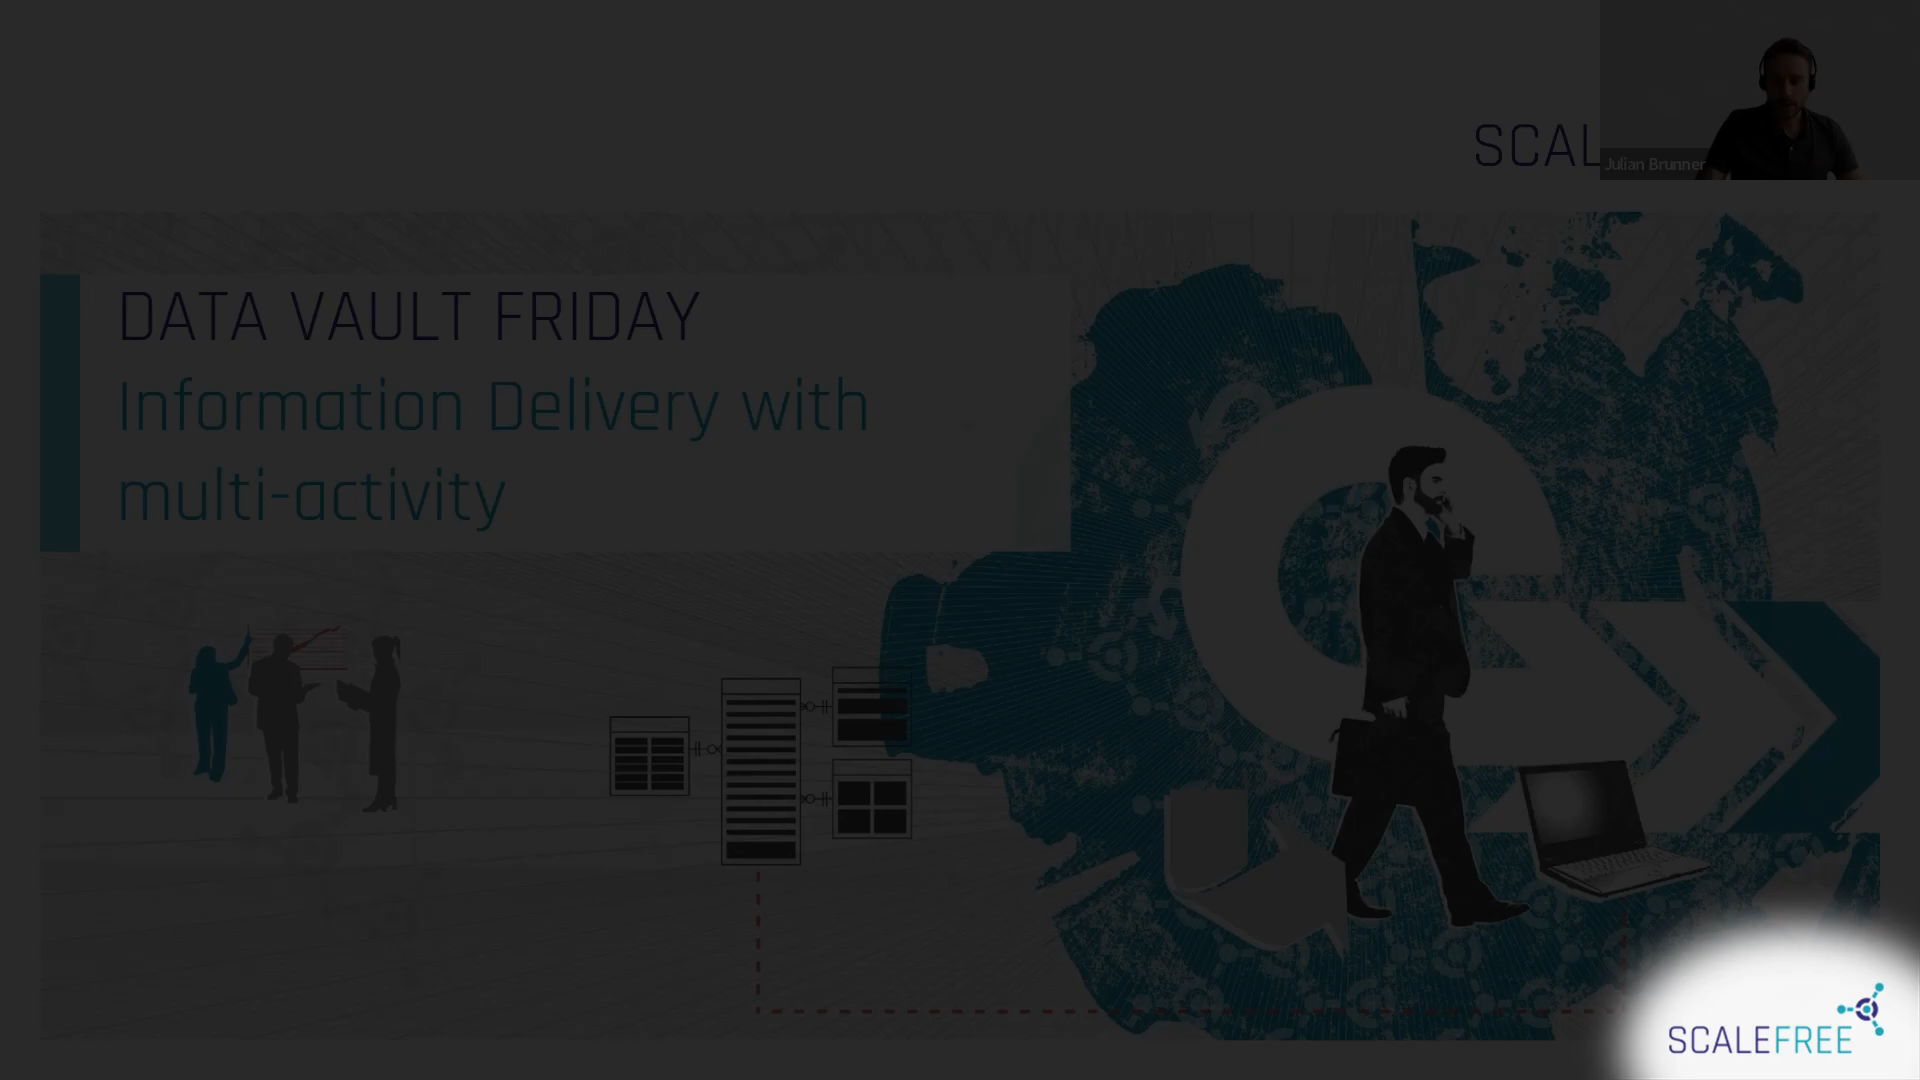 SCAL
Julian Brunner
DATA VAULT FRIDAY
Information Delivery with
multi-activity
SCALEFREE